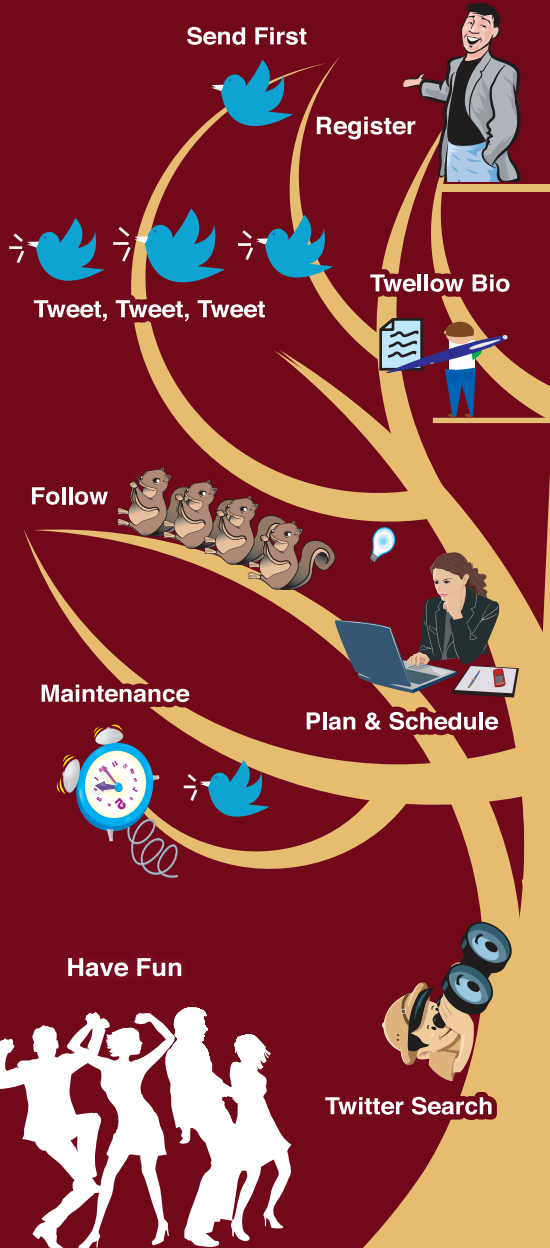 Send First
Register
Twellow Bio
Tweet, Tweet, Tweet
Follow
Maintenance
Plan & Schedule
Have Fun
Twitter Search